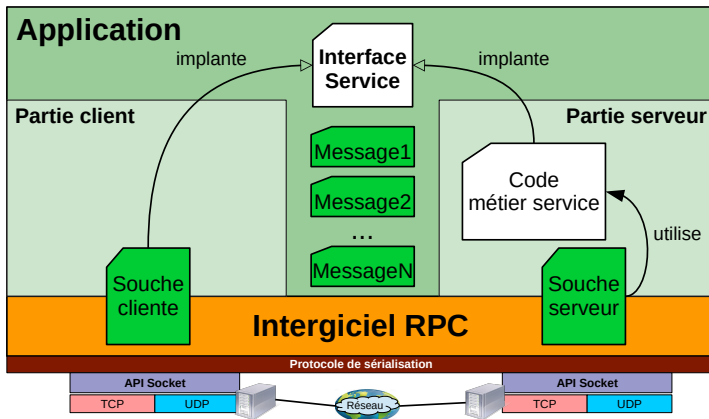 Application
implante
Interface
Service
implante
Partie client
Partie serveur
Message1
Message2
...
MessageN
Code
métier service
utilise
Souche
cliente
Souche
serveur
Intergiciel RPC
Protocole de sérialisation
API Socket
TCP
UDP
Réseau
API Socket
TCP
UDP